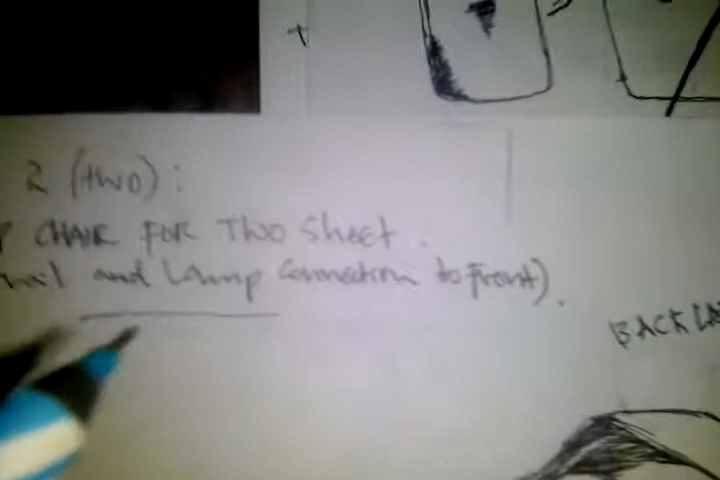 2 (two):
CHAIR FOR TWO Sheet.
and Lamp Connection to Front).
BACK